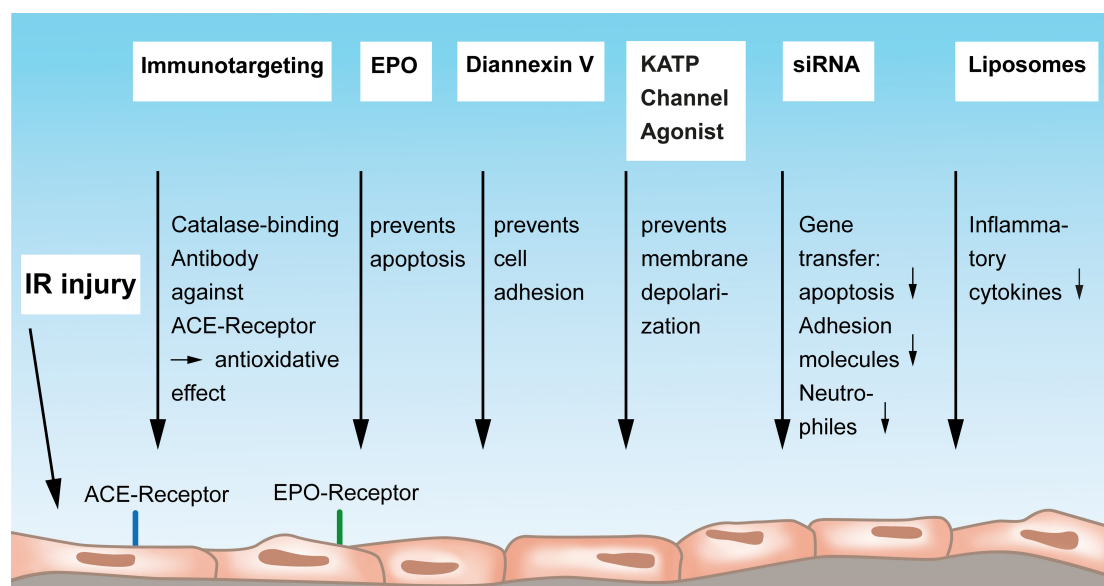 Immunotargeting
EPO
Diannexin V
KATP
Channel
Agonist
siRNA
Liposomes
IR injury
Catalase-binding
Antibody
against
ACE-Receptor
→ antioxidative
effect
prevents
apoptosis
prevents
cell
adhesion
prevents
membrane
depolari-
zation
Gene
transfer:
apoptosis ↓
Adhesion
molecules ↓
Neutro-
philes ↓
Inflamma-
tory
cytokines ↓
ACE-Receptor
EPO-Receptor